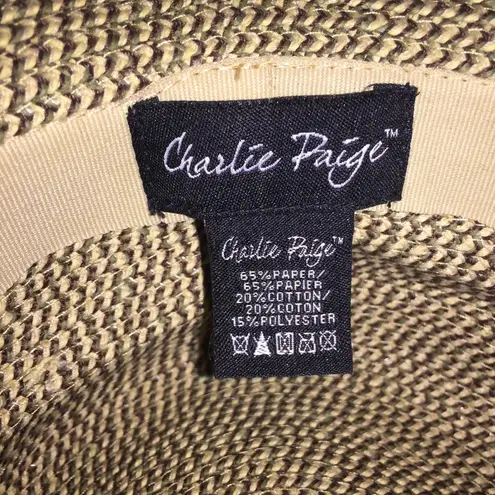 Charlie Paige™
Charlie Paige™
65%PAPER/
65%PAPIER
20%COTTON/
20%COTON
15%POLYESTER